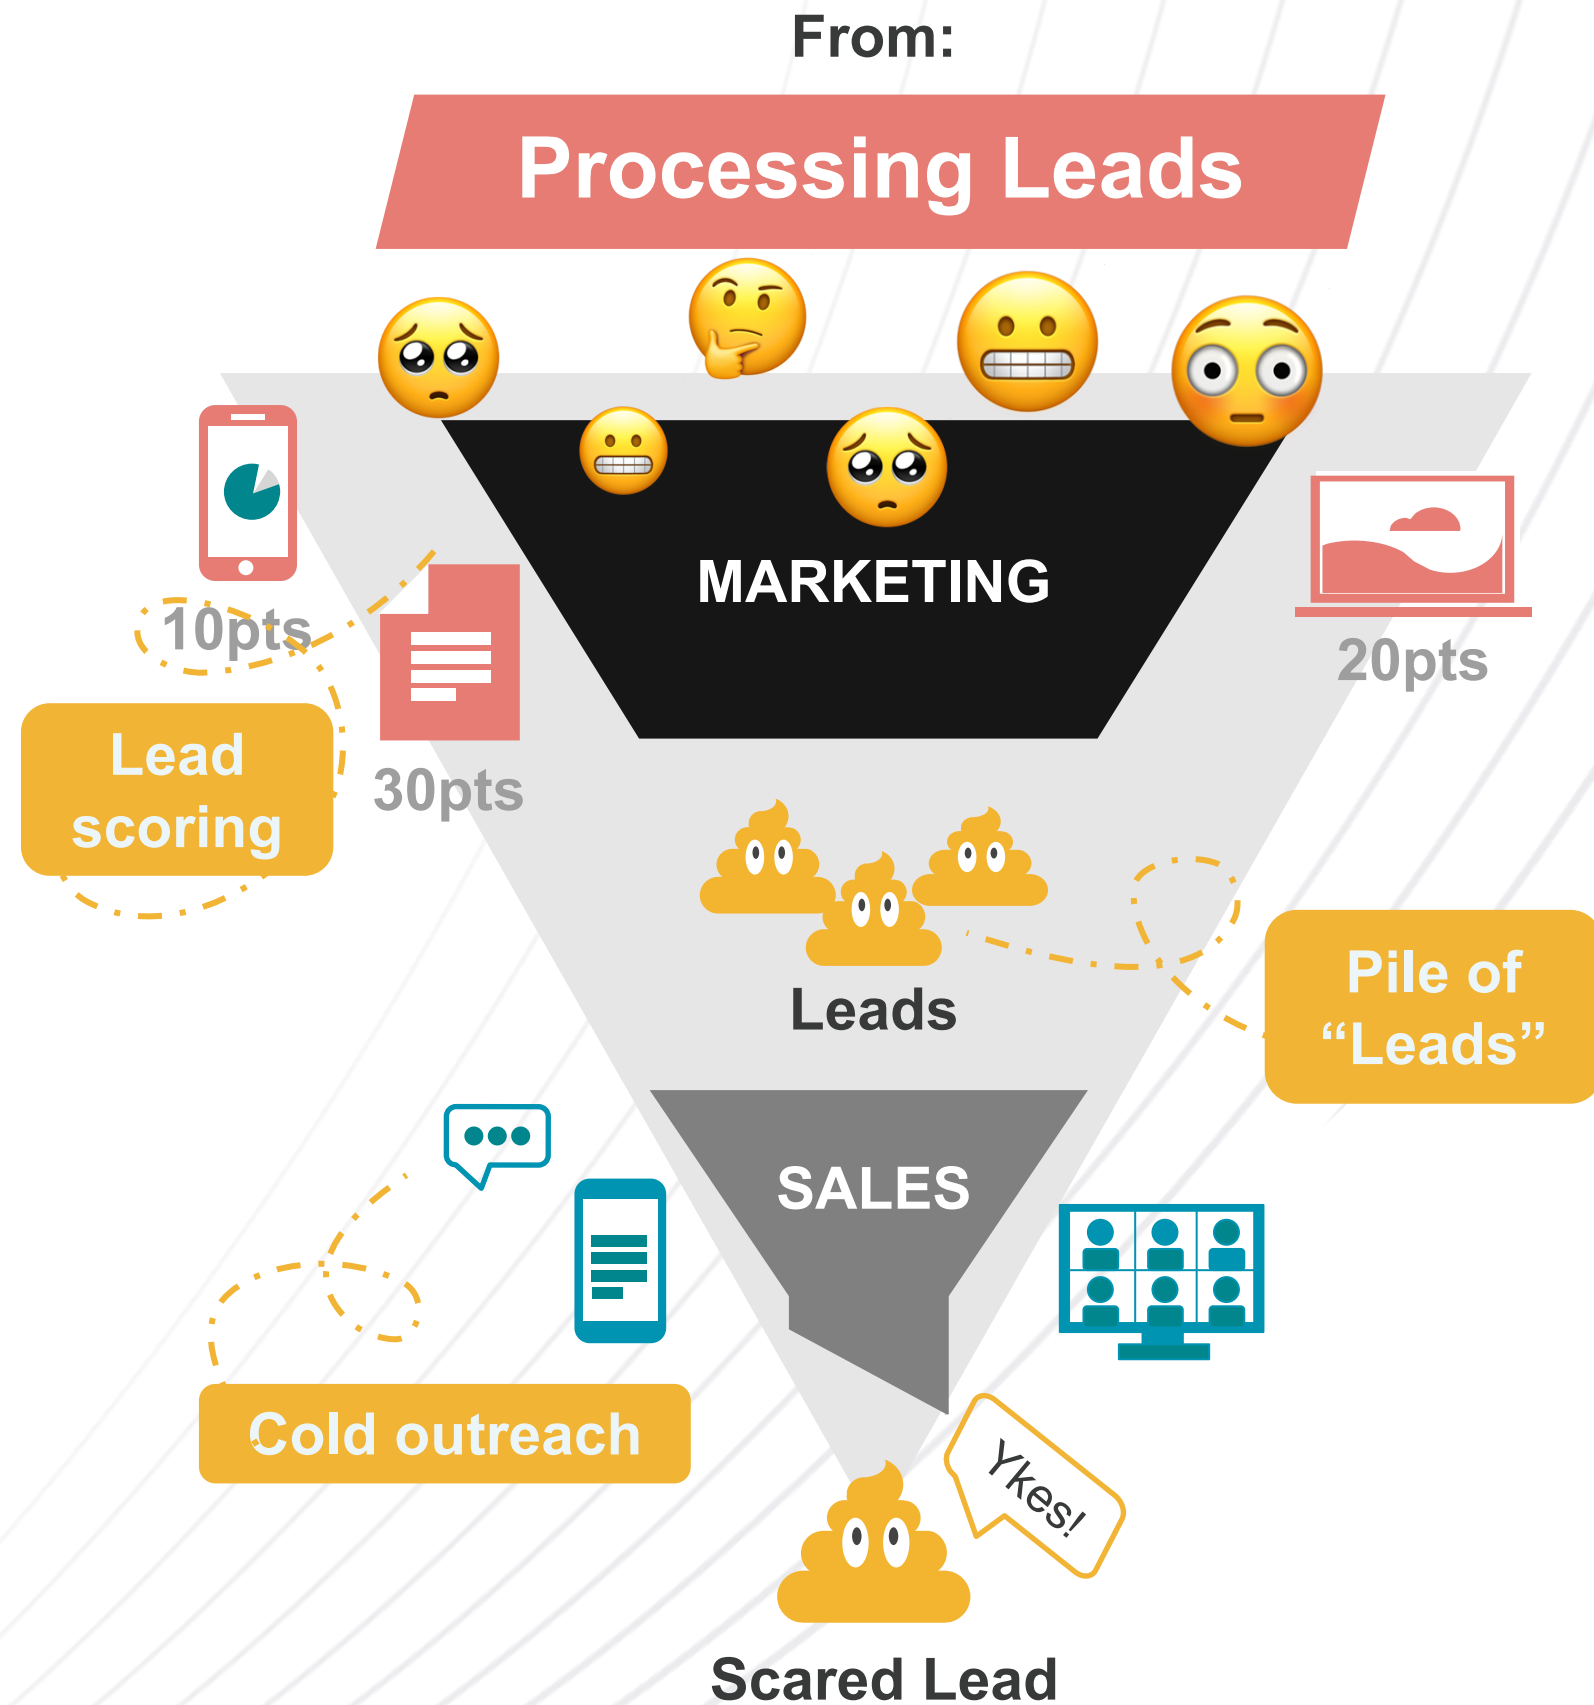 From:
Processing Leads
MARKETING
10pts
20pts
30pts
Lead
scoring
Leads
Pile of
“Leads”
SALES
Cold outreach
Ykes!
Scared Lead